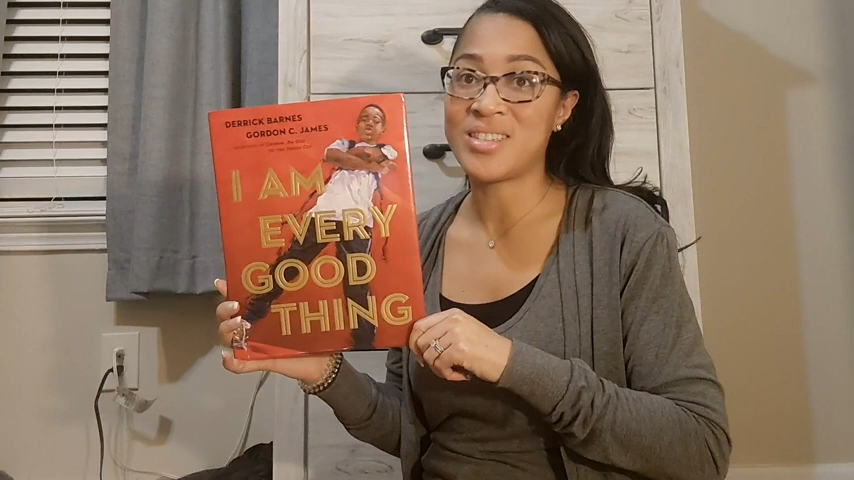 DERRICK BARNES
GORDON C. JAMES
I AM
EVERY
GOOD
THING